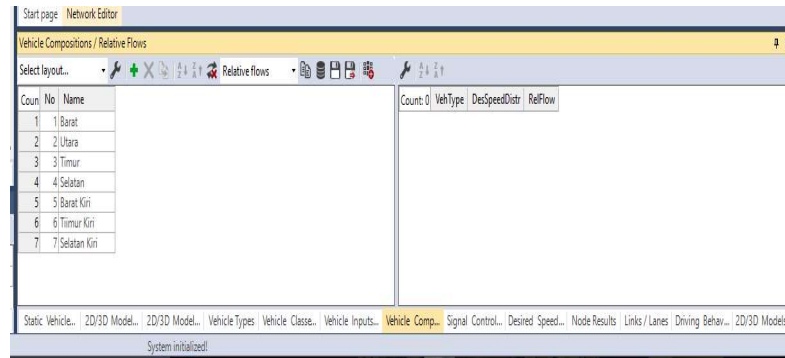 Start page Network Editor
Vehicle Compositions / Relative Flows
Select layout... Relative flows
Coun No Name
Count: 0 VehType DesSpeedDistr RelFlow
1 1 Barat
2 2 Utara
3 3 Timur
4 4 Selatan
5 5 Barat Kiri
6 6 Tiimur Kiri
7 7 Selatan Kiri
Static Vehicle... 2D/3D Model... 2D/3D Model... Vehicle Types Vehicle Classe... Vehicle Inputs... Vehicle Comp... Signal Control... Desired Speed... Node Results Links / Lanes Driving Behav... 2D/3D Models
System initialized!